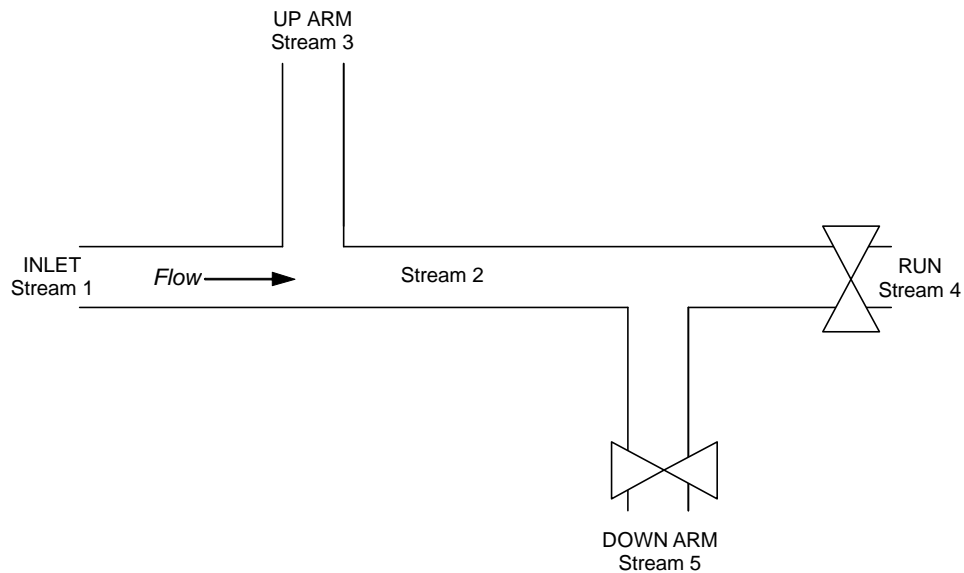 UP ARM
Stream 3
INLET
Stream 1
Flow
Stream 2
RUN
Stream 4
DOWN ARM
Stream 5